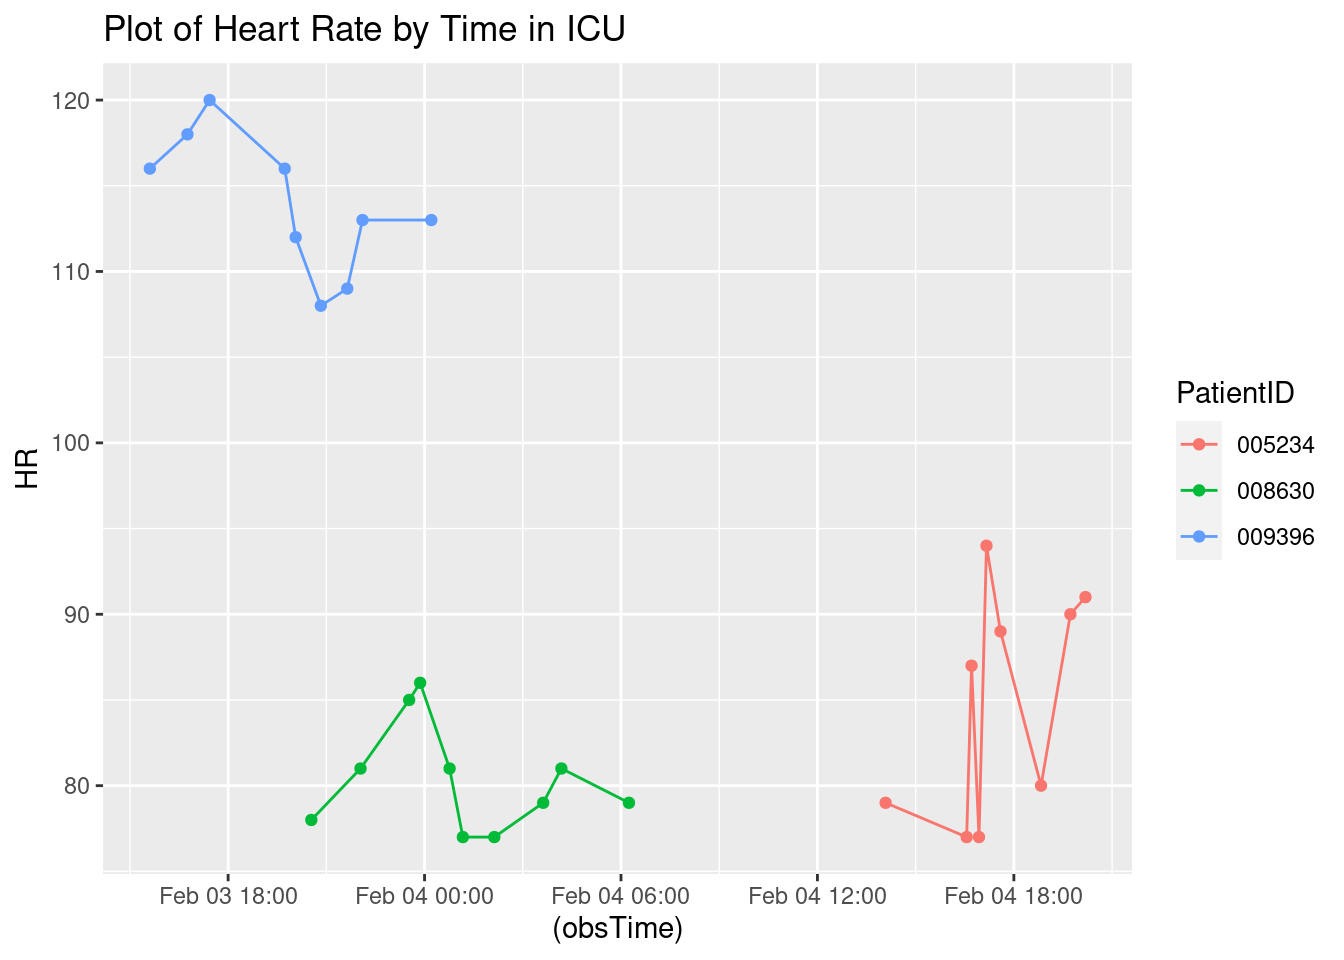 Plot of Heart Rate by Time in ICU
120
110
100
90
80
HR
Feb 03 18:00 Feb 04 00:00 Feb 04 06:00 Feb 04 12:00 Feb 04 18:00
(obsTime)
PatientID
005234
008630
009396